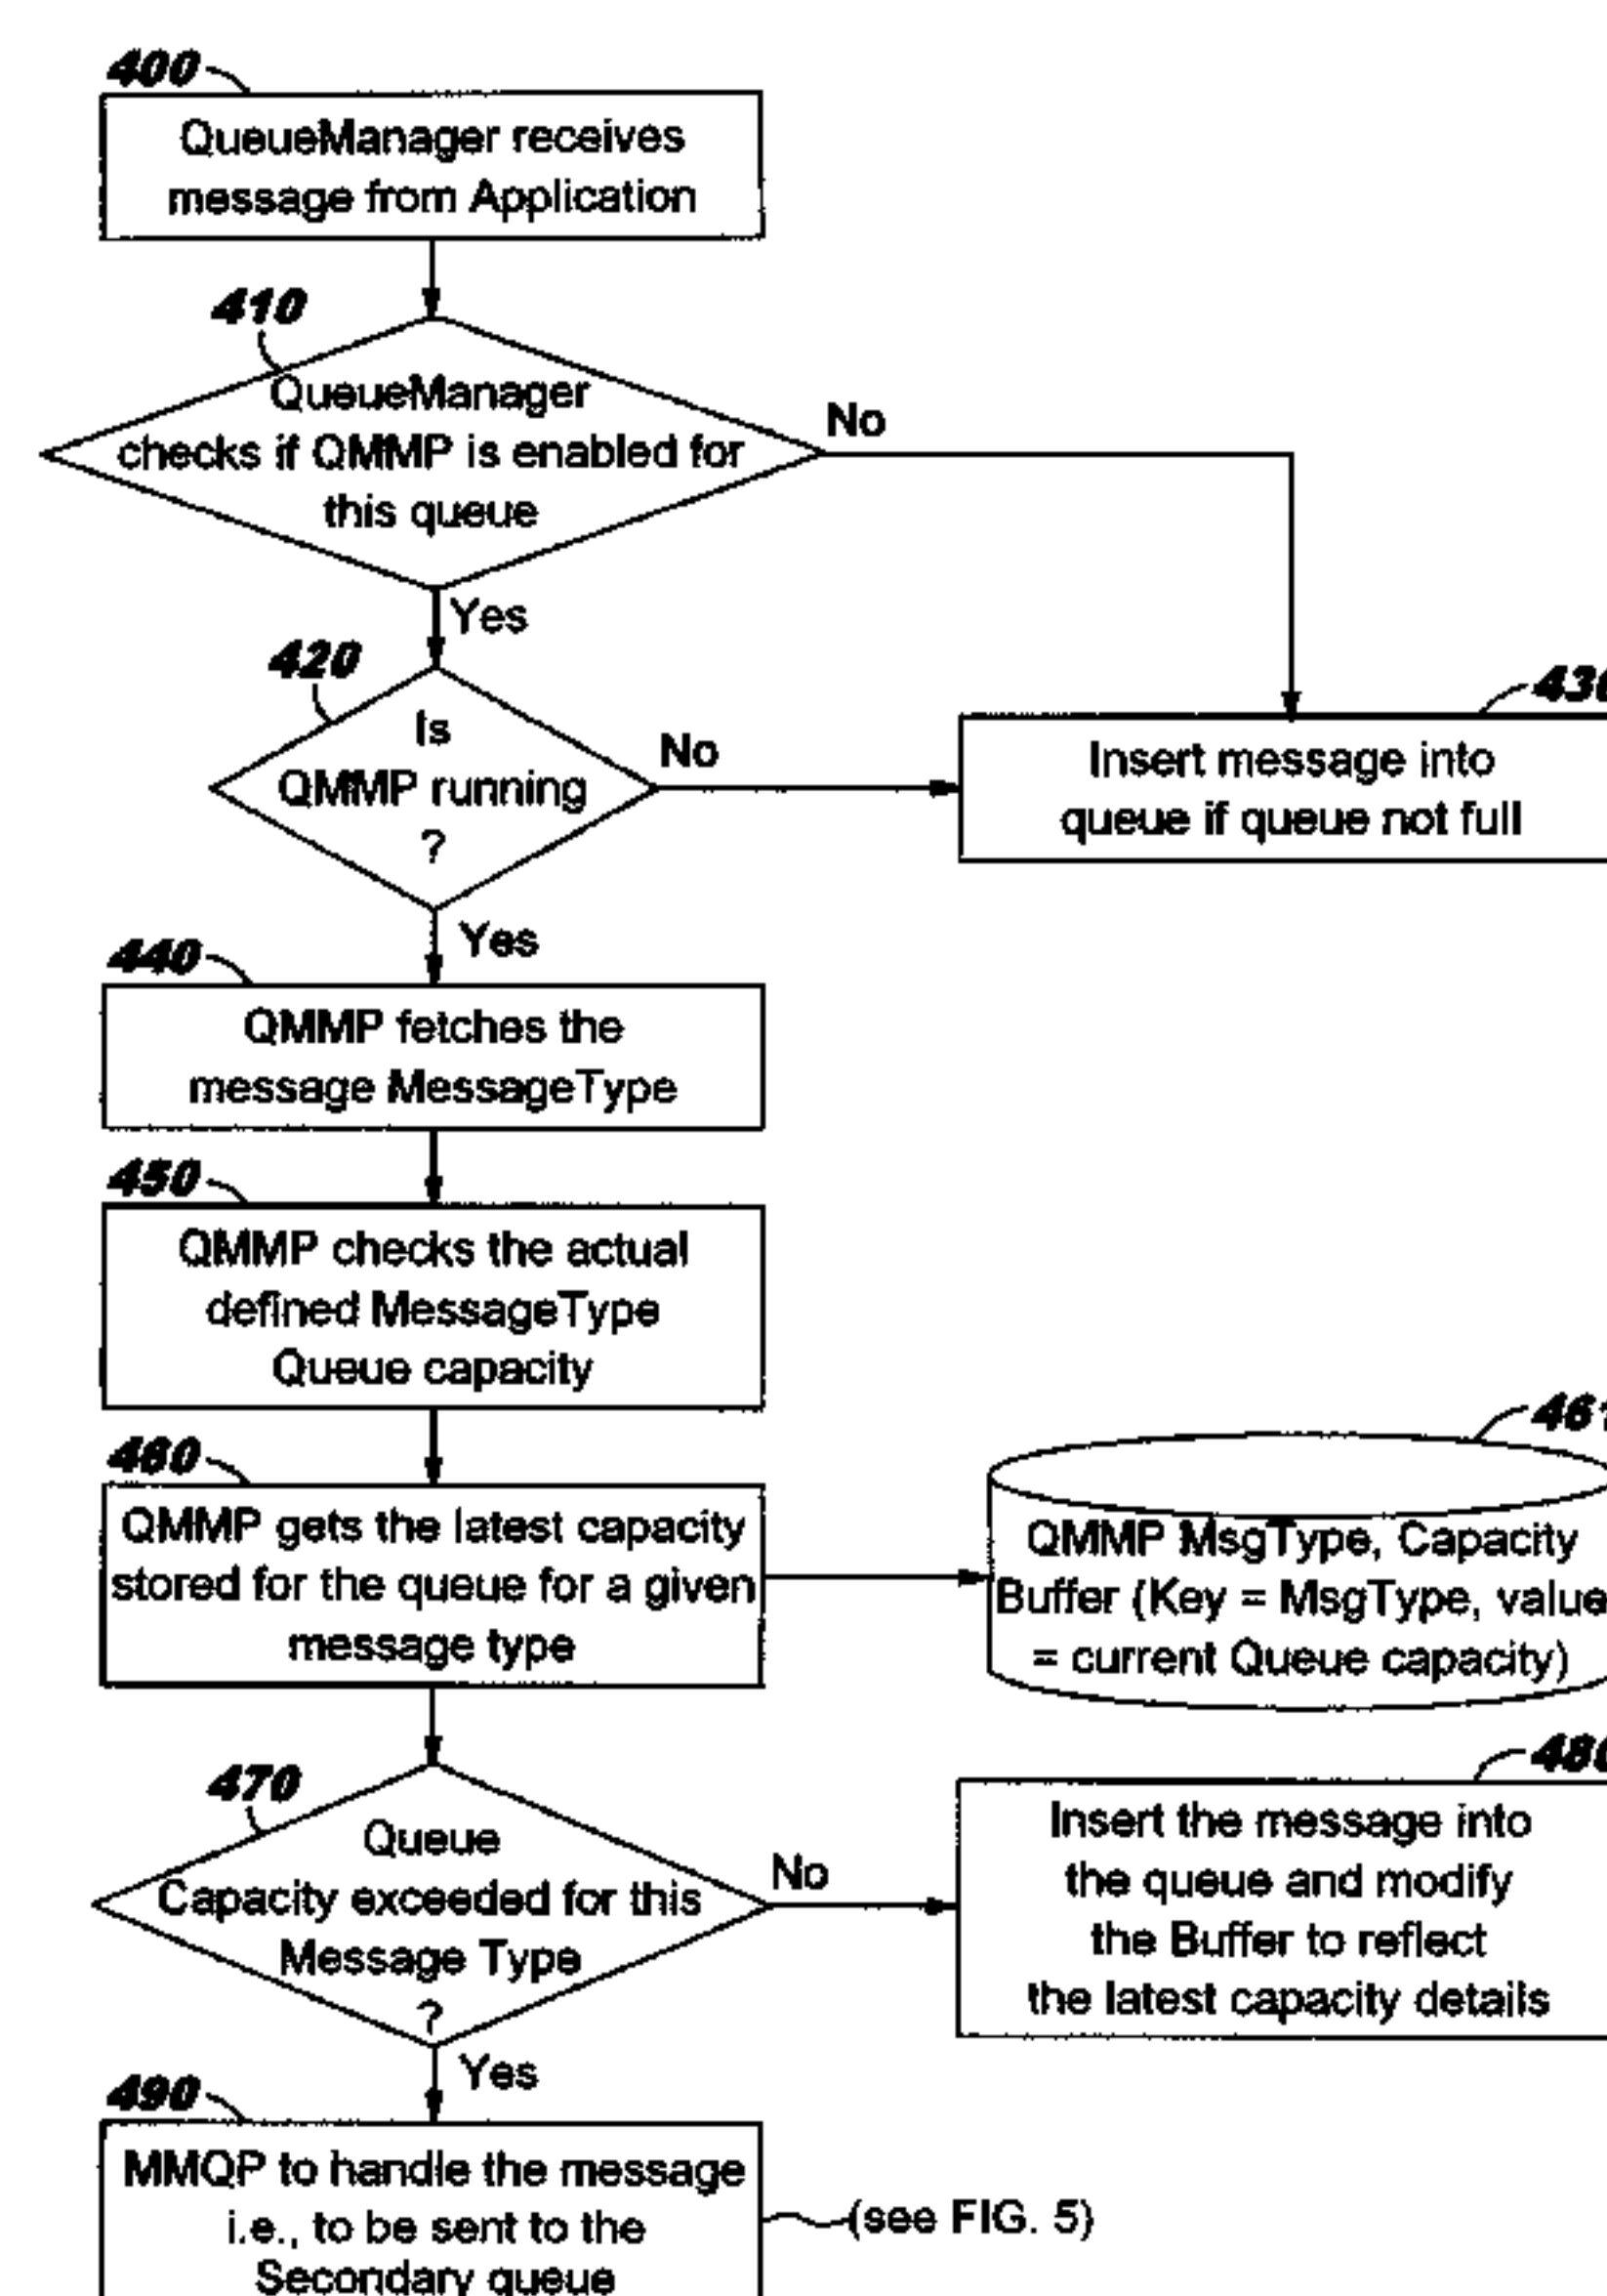 400
QueueManager receives
message from Application
410
QueueManager
checks if QMMP is enabled for
this queue
No
Yes
420
Is
QMMP running
?
No
430
Insert message into
queue if queue not full
Yes
440
QMMP fetches the
message MessageType
450
QMMP checks the actual
defined MessageType
Queue capacity
460
QMMP gets the latest capacity
stored for the queue for a given
message type
461
QMMP MsgType, Capacity
Buffer (Key = MsgType, value
= current Queue capacity)
470
Queue
Capacity exceeded for this
Message Type
?
No
480
Insert the message into
the queue and modify
the Buffer to reflect
the latest capacity details
Yes
490
MMQP to handle the message
i.e., to be sent to the
Secondary queue
(see FIG. 5)